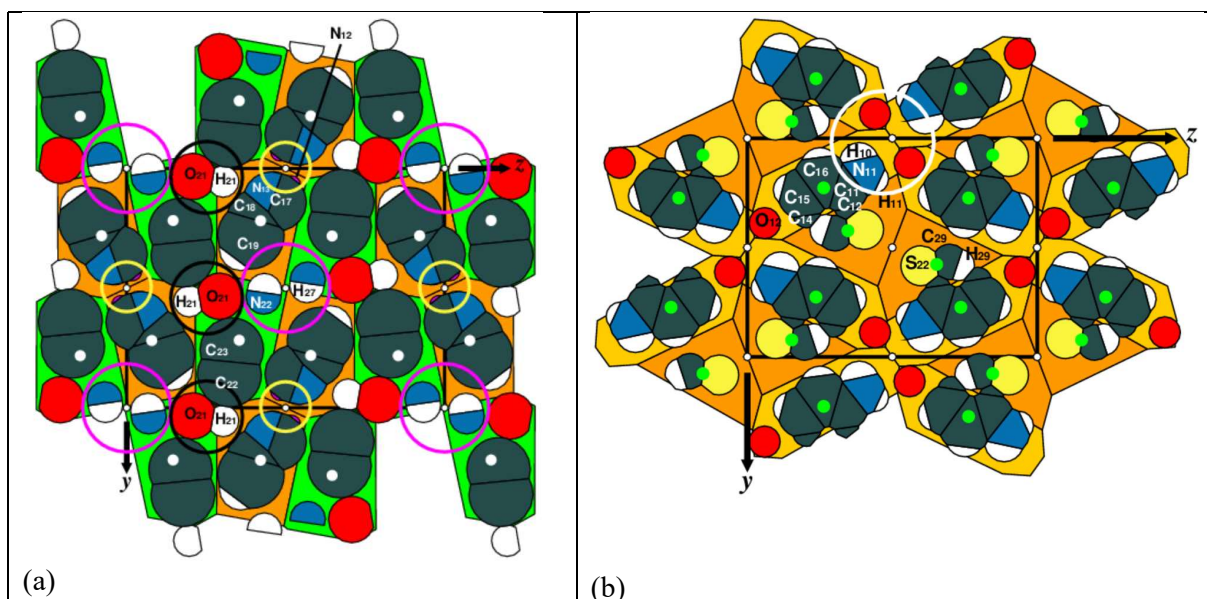 N12
z
O21
H21
N13
C17
C18
C19
H21
O21
N22
H27
C23
C22
O21
H21
y
(a)
z
H10
N11
C16
C11
C15
C12
C14
H11
O12
C29
S22
H29
y
(b)